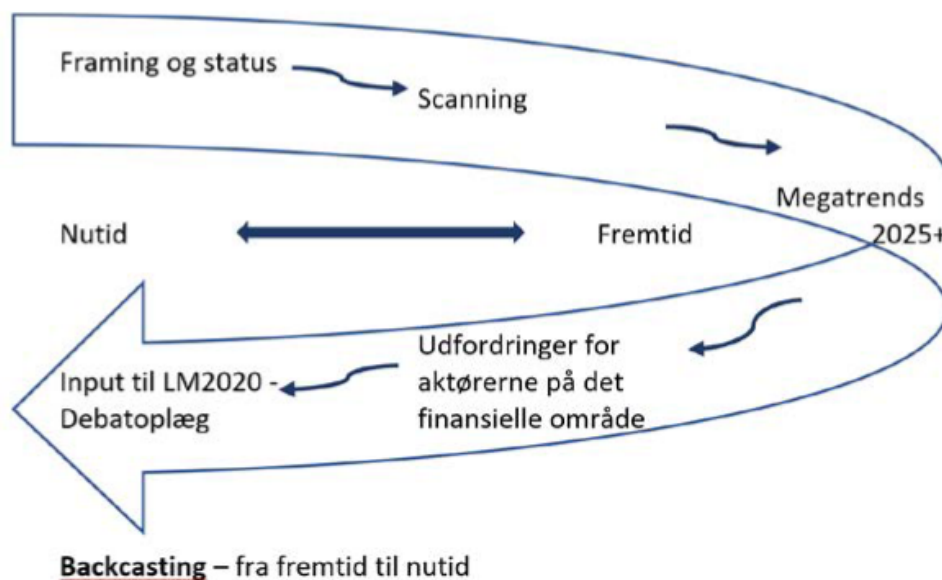 Framing og status
Scanning
Megatrends
2025+
Nutid
Fremtid
Udfordringer for
aktørerne på det
finansielle område
Input til LM2020 -
Debatoplæg
Backcasting – fra fremtid til nutid